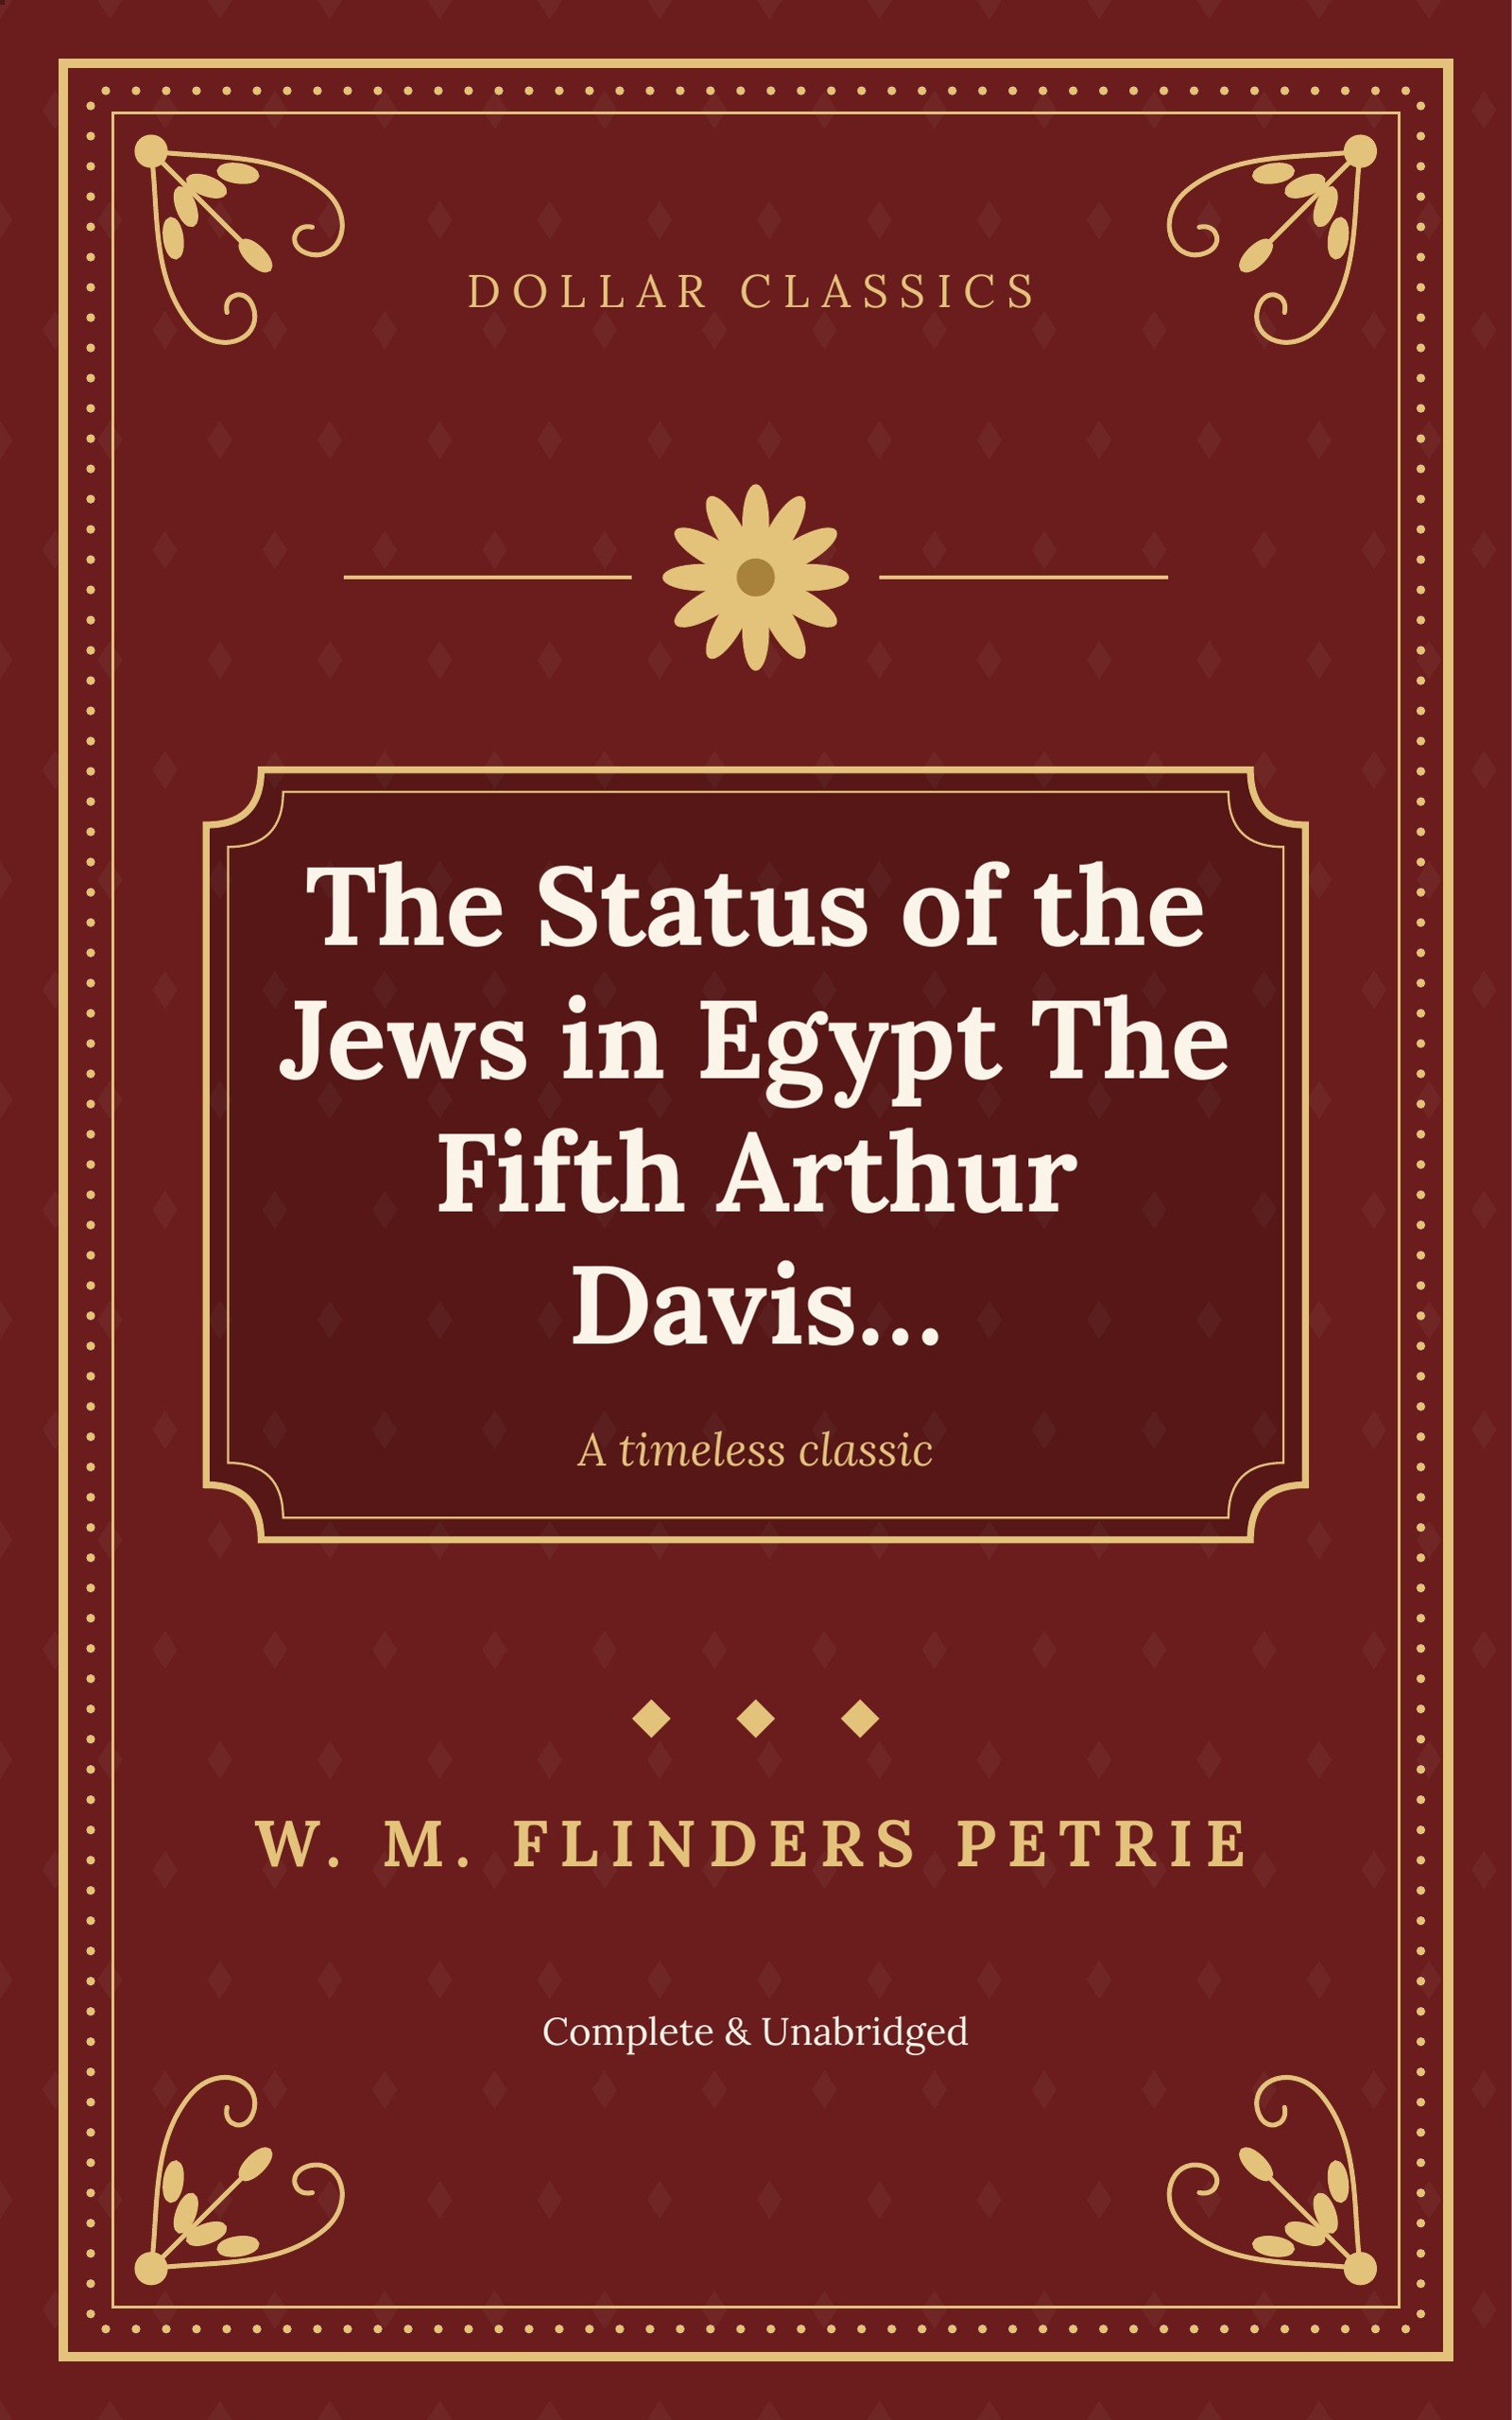 DOLLAR CLASSICS
The Status of the
Jews in Egypt The
Fifth Arthur
Davis...
A timeless classic
W. M. FLINDERS PETRIE
Complete & Unabridged